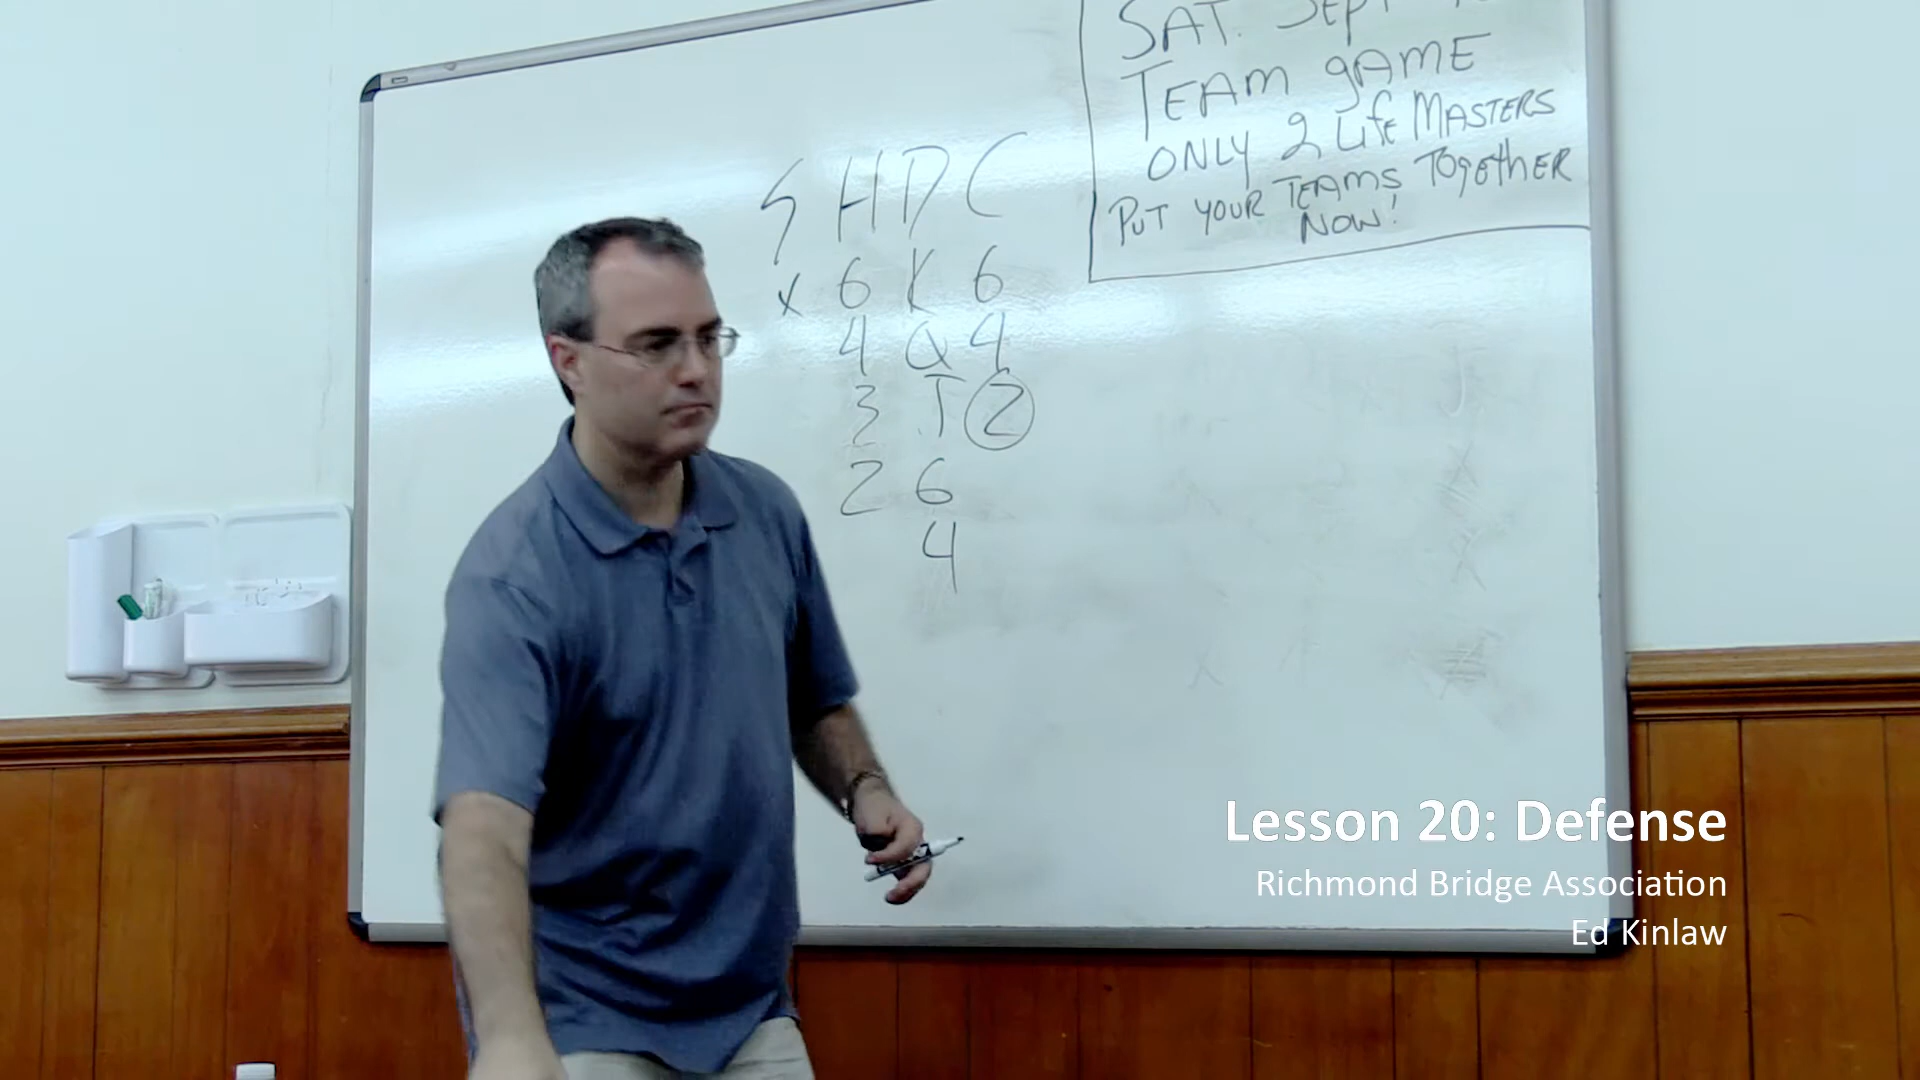 SAT. SEPT
TEAM gAME
ONLY 2 LifE MASTERS
PUT YOUR TEAMS TOgEthER
NOW!
S H D C
X 6 K 6
4 Q 4
3 T 2
2 6
4
Lesson 20: Defense
Richmond Bridge Association
Ed Kinlaw